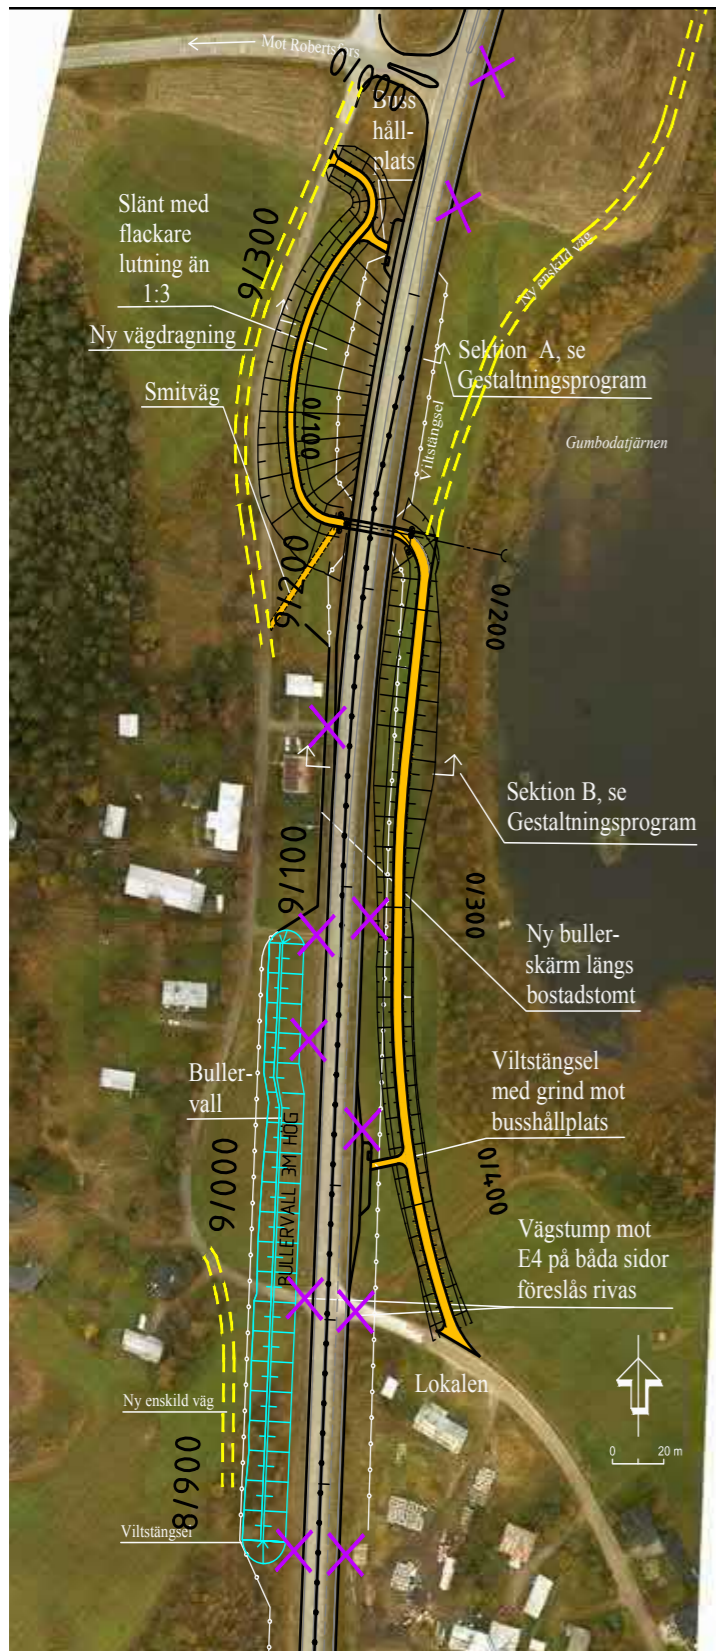 Mot Robertsfors
0/000
Buss
håll-
plats
Slänt med
flackare
lutning än
1:3
9/300
Ny enskild väg
Ny vägdragning
Sektion A, se
Gestaltningsprogram
Smitväg
0/100
Viltstängsel
Gumbodatjärnen
9/200
0/200
Sektion B, se
Gestaltningsprogram
9/100
0/300
Ny buller-
skärm längs
bostadstomt
Buller-
vall
Viltstängsel
med grind mot
busshållplats
BULLERVALL 3M HÖG
9/000
0/400
Vägstump mot
E4 på båda sidor
föreslås rivas
Lokalen
Ny enskild väg
0 20 m
8/900
Viltstängsel